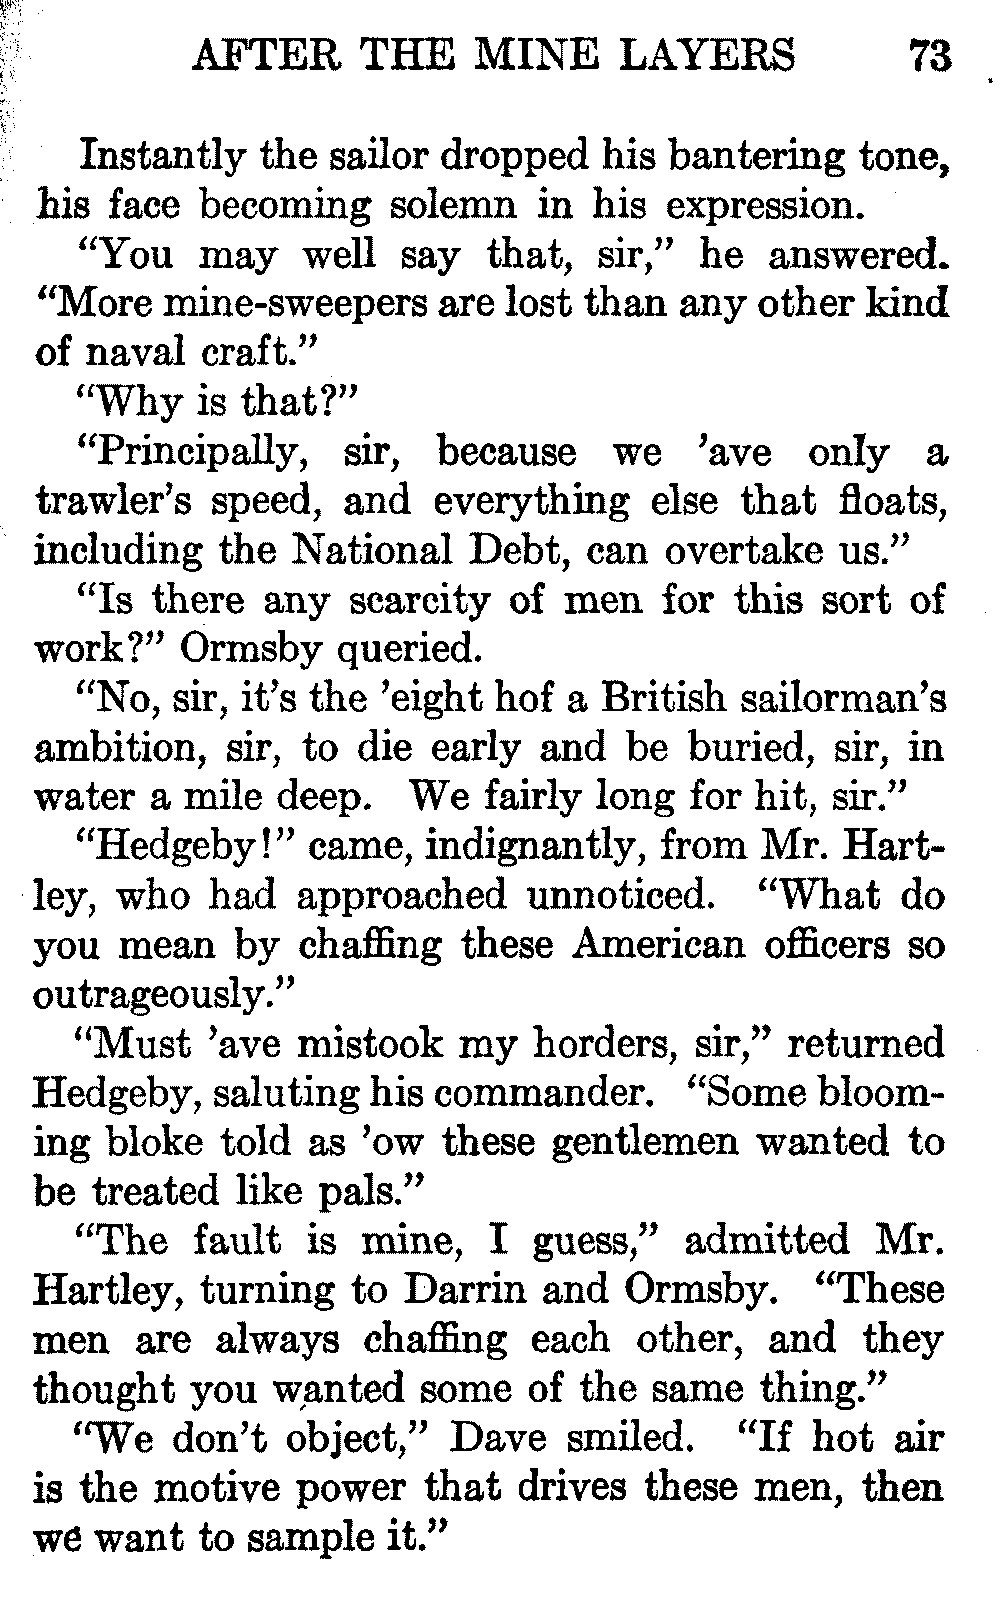 AFTER THE MINE LAYERS 73
Instantly the sailor dropped his bantering tone,
his face becoming solemn in his expression.
“You may well say that, sir,” he answered.
“More mine-sweepers are lost than any other kind
of naval craft.”
“Why is that?”
“Principally, sir, because we ’ave only a
trawler’s speed, and everything else that floats,
including the National Debt, can overtake us.”
“Is there any scarcity of men for this sort of
work?” Ormsby queried.
“No, sir, it’s the ’eight hof a British sailorman’s
ambition, sir, to die early and be buried, sir, in
water a mile deep. We fairly long for hit, sir.”
“Hedgeby!” came, indignantly, from Mr. Hart-
ley, who had approached unnoticed. “What do
you mean by chaffing these American officers so
outrageously.”
“Must ’ave mistook my horders, sir,” returned
Hedgeby, saluting his commander. “Some bloom-
ing bloke told as ’ow these gentlemen wanted to
be treated like pals.”
“The fault is mine, I guess,” admitted Mr.
Hartley, turning to Darrin and Ormsby. “These
men are always chaffing each other, and they
thought you wanted some of the same thing.”
“We don’t object,” Dave smiled. “If hot air
is the motive power that drives these men, then
we want to sample it.”